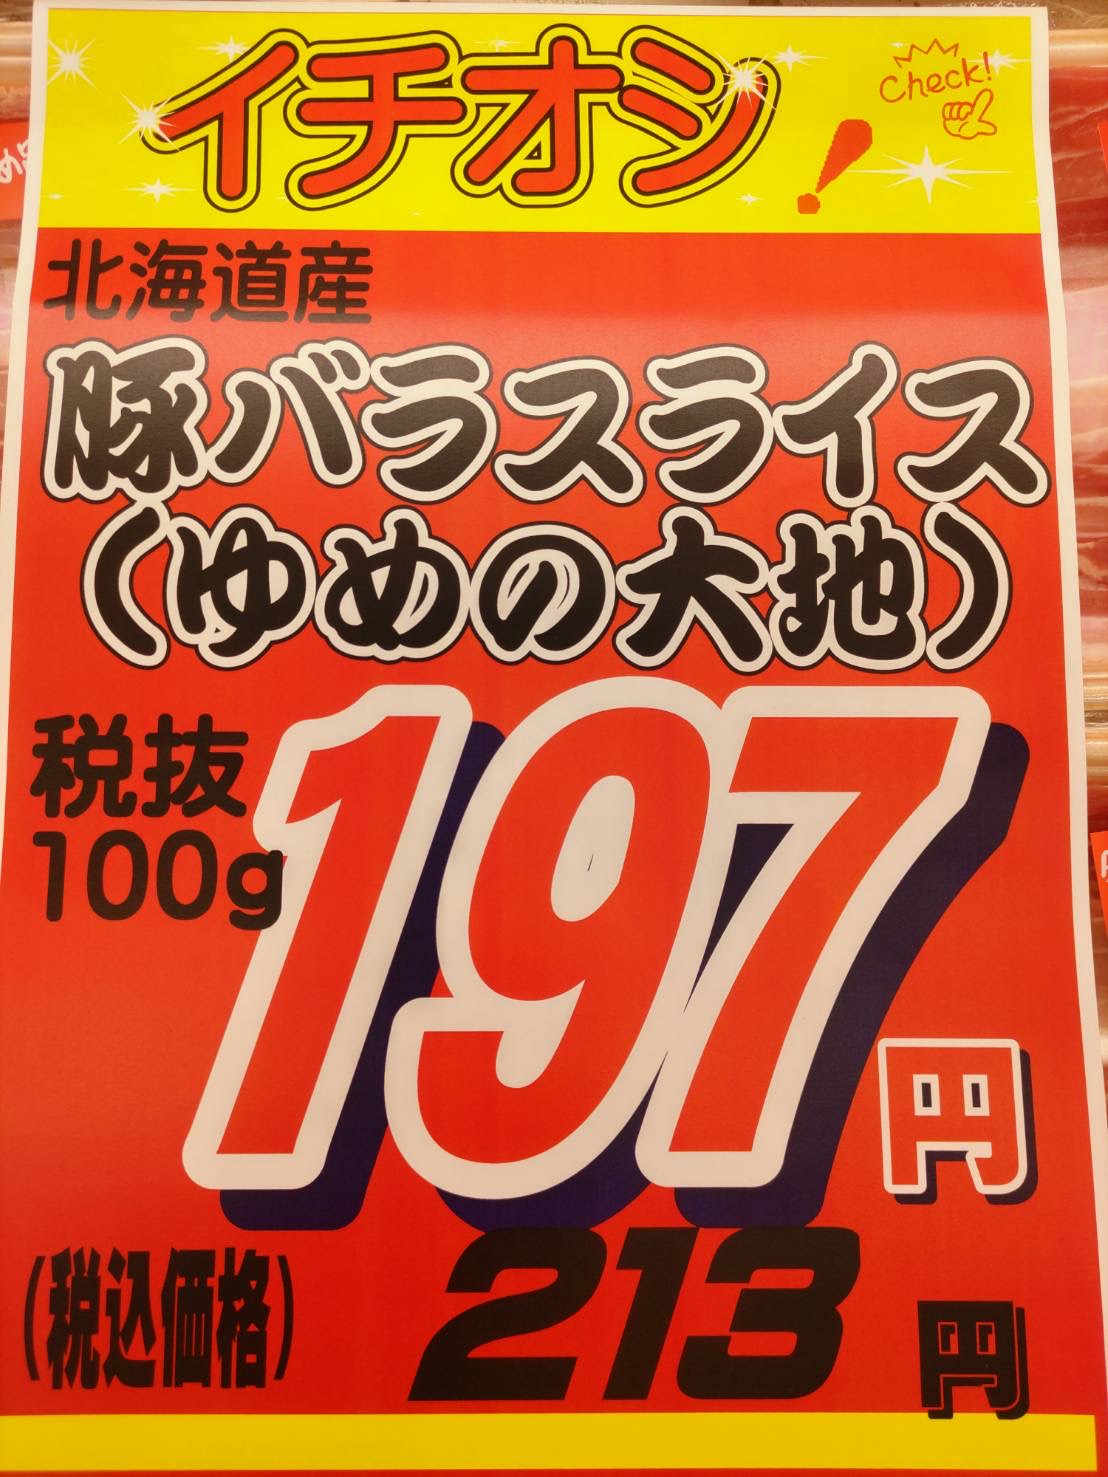 イチオシ!
Check!
北海道産
豚バラスライス
(ゆめの大地)
税抜
100g
197円
(税込価格) 213円